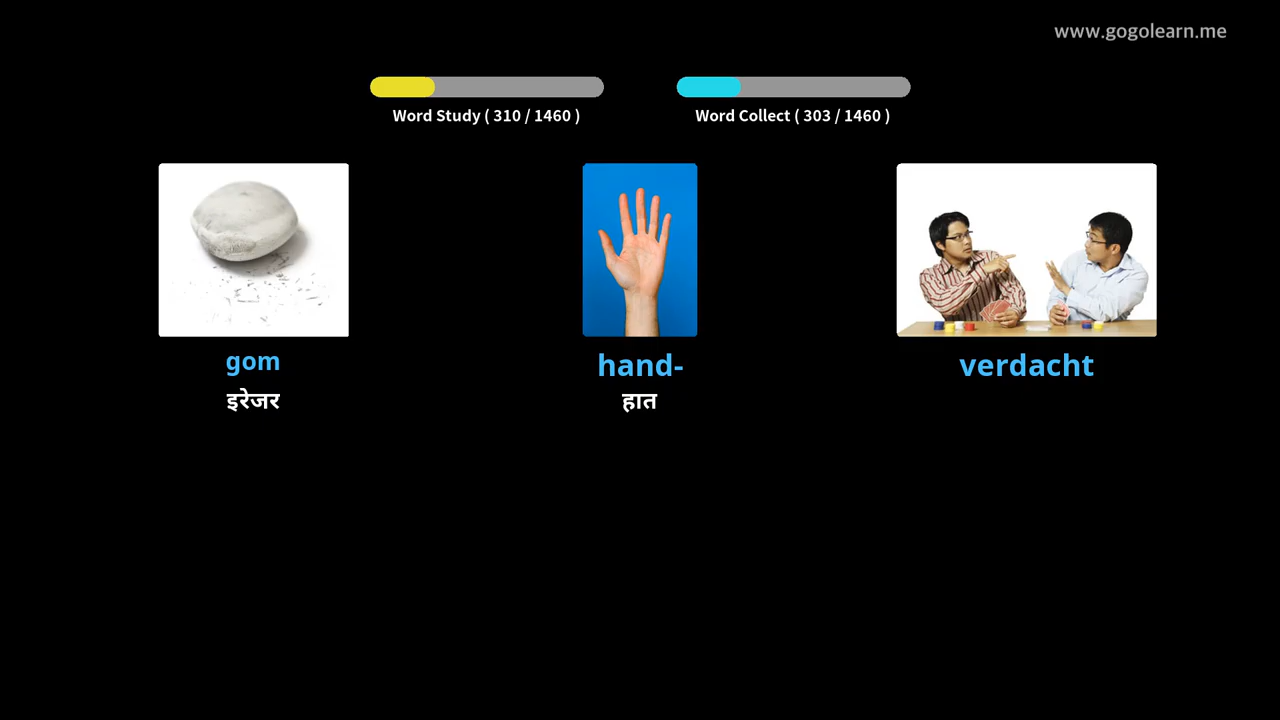 www.gogolearn.me
Word Study ( 310 / 1460 )
Word Collect ( 303 / 1460 )
gom
इरेजर
hand-
हात
verdacht